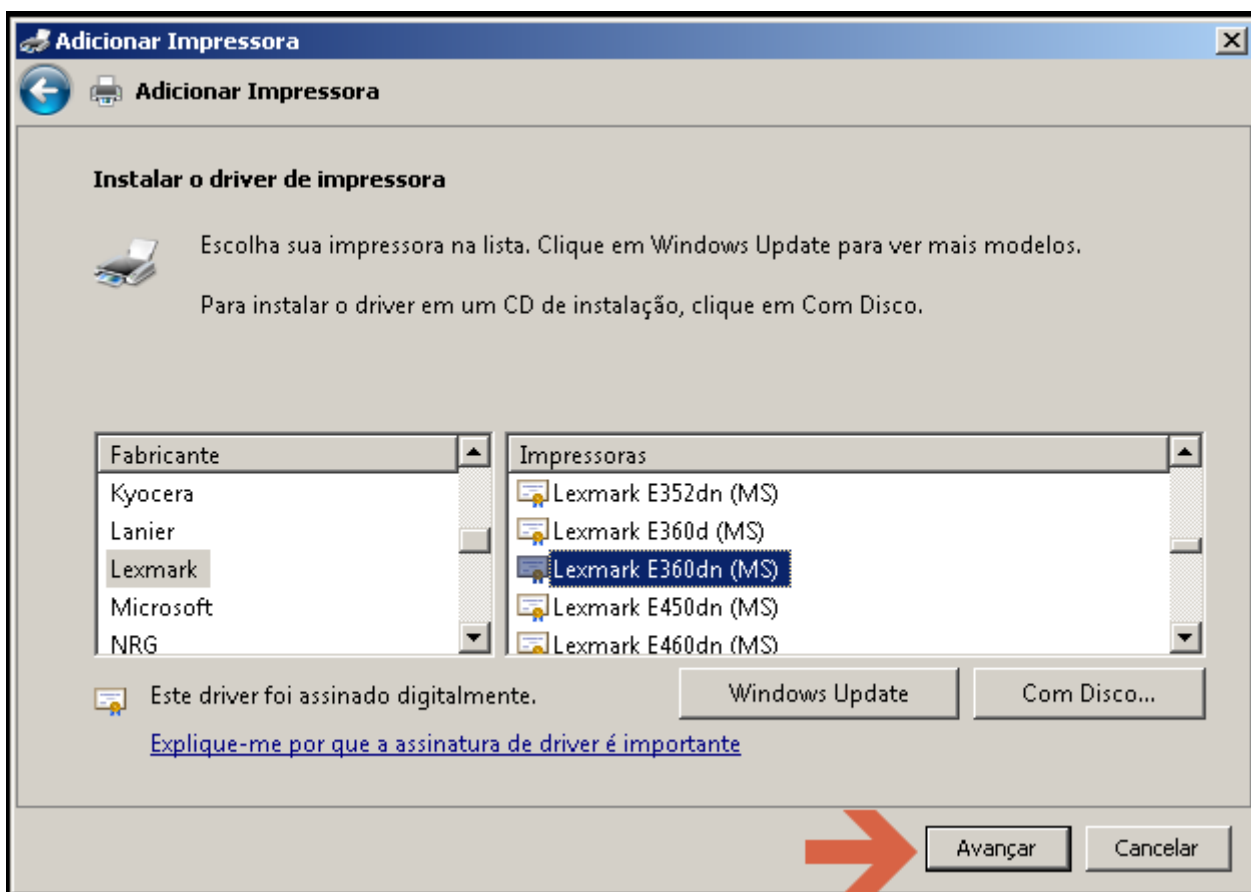 Adicionar Impressora
Adicionar Impressora
Instalar o driver de impressora
Escolha sua impressora na lista. Clique em Windows Update para ver mais modelos.
Para instalar o driver em um CD de instalação, clique em Com Disco.
Fabricante
Kyocera
Lanier
Lexmark
Microsoft
NRG
Impressoras
Lexmark E352dn (MS)
Lexmark E360d (MS)
Lexmark E360dn (MS)
Lexmark E450dn (MS)
Lexmark E460dn (MS)
Este driver foi assinado digitalmente.
Windows Update
Com Disco...
Explique-me por que a assinatura de driver é importante
Avançar
Cancelar